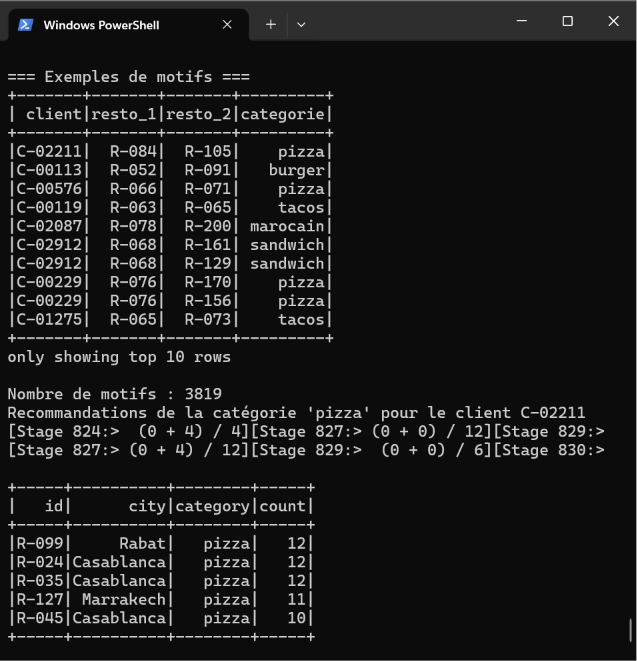 Windows PowerShell
=== Exemples de motifs ===
+-------+-------+-------+---------+
| client|resto_1|resto_2|categorie|
+-------+-------+-------+---------+
|C-02211|  R-084|  R-105|    pizza|
|C-00113|  R-052|  R-091|   burger|
|C-00576|  R-066|  R-071|    pizza|
|C-00119|  R-063|  R-065|    tacos|
|C-02087|  R-078|  R-200| marocain|
|C-02912|  R-068|  R-161| sandwich|
|C-02912|  R-068|  R-129| sandwich|
|C-00229|  R-076|  R-170|    pizza|
|C-00229|  R-076|  R-156|    pizza|
|C-01275|  R-065|  R-073|    tacos|
+-------+-------+-------+---------+
only showing top 10 rows
Nombre de motifs : 3819
Recommandations de la catégorie 'pizza' pour le client C-02211
[Stage 824:>  (0 + 4) / 4][Stage 827:> (0 + 0) / 12][Stage 829:>
[Stage 827:> (0 + 4) / 12][Stage 829:>  (0 + 0) / 6][Stage 830:>
+-----+----------+--------+-----+
|   id|      city|category|count|
+-----+----------+--------+-----+
|R-099|     Rabat|   pizza|   12|
|R-024|Casablanca|   pizza|   12|
|R-035|Casablanca|   pizza|   12|
|R-127| Marrakech|   pizza|   11|
|R-045|Casablanca|   pizza|   10|
+-----+----------+--------+-----+